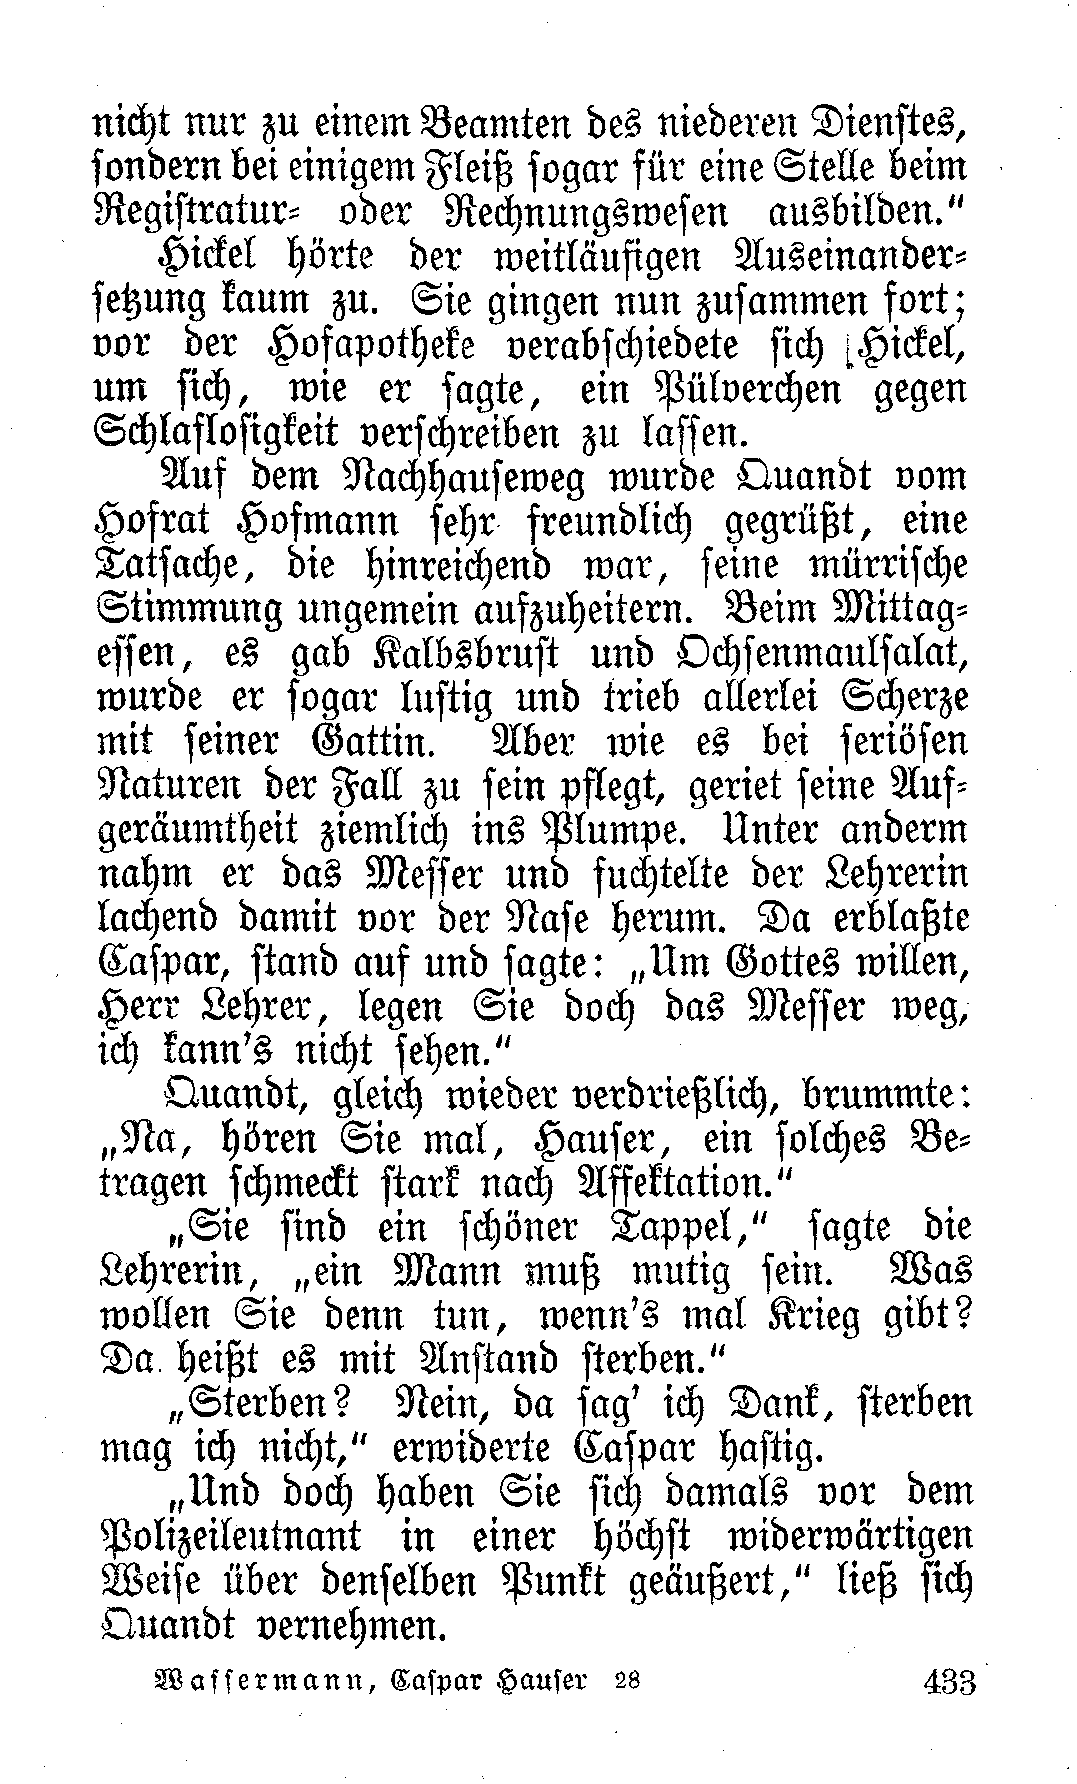 nicht nur zu einem Beamten des niederen Dienstes,
sondern bei einigem Fleiß sogar für eine Stelle beim
Registratur- oder Rechnungswesen ausbilden."
Hickel hörte der weitläufigen Auseinander-
setzung kaum zu. Sie gingen nun zusammen fort;
vor der Hofapotheke verabschiedete sich Hickel,
um sich, wie er sagte, ein Pülverchen gegen
Schlaflosigkeit verschreiben zu lassen.
Auf dem Nachhauseweg wurde Quandt vom
Hofrat Hofmann sehr freundlich gegrüßt, eine
Tatsache, die hinreichend war, seine mürrische
Stimmung ungemein aufzuheitern. Beim Mittag-
essen, es gab Kalbsbrust und Ochsenmaulsalat,
wurde er sogar lustig und trieb allerlei Scherze
mit seiner Gattin. Aber wie es bei seriösen
Naturen der Fall zu sein pflegt, geriet seine Auf-
geräumtheit ziemlich ins Plumpe. Unter anderm
nahm er das Messer und fuchtelte der Lehrerin
lachend damit vor der Nase herum. Da erblaßte
Caspar, stand auf und sagte: „Um Gottes willen,
Herr Lehrer, legen Sie doch das Messer weg,
ich kann's nicht sehen."
Quandt, gleich wieder verdrießlich, brummte:
„Na, hören Sie mal, Hauser, ein solches Be-
tragen schmeckt stark nach Affektation."
„Sie sind ein schöner Tappel," sagte die
Lehrerin, „ein Mann muß mutig sein. Was
wollen Sie denn tun, wenn's mal Krieg gibt?
Da heißt es mit Anstand sterben."
„Sterben? Nein, da sag' ich Dank, sterben
mag ich nicht," erwiderte Caspar hastig.
„Und doch haben Sie sich damals vor dem
Polizeileutnant in einer höchst widerwärtigen
Weise über denselben Punkt geäußert," ließ sich
Quandt vernehmen.
Wassermann, Caspar Hauser 28 433